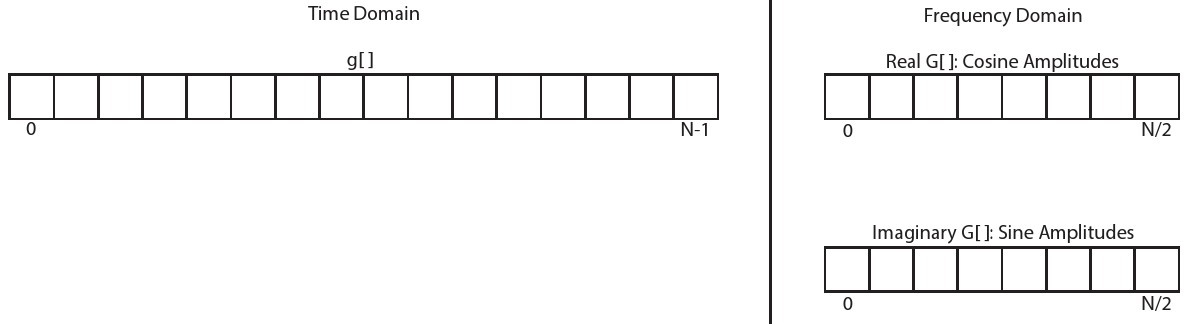 Time Domain
g[ ]
0
N-1
Frequency Domain
Real G[ ]: Cosine Amplitudes
0
N/2
Imaginary G[ ]: Sine Amplitudes
0
N/2